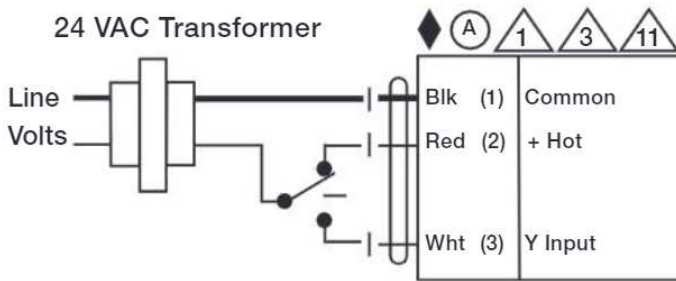 24 VAC Transformer
A 1 3 11
Line
Volts
Blk (1) Common
Red (2) + Hot
Wht (3) Y Input